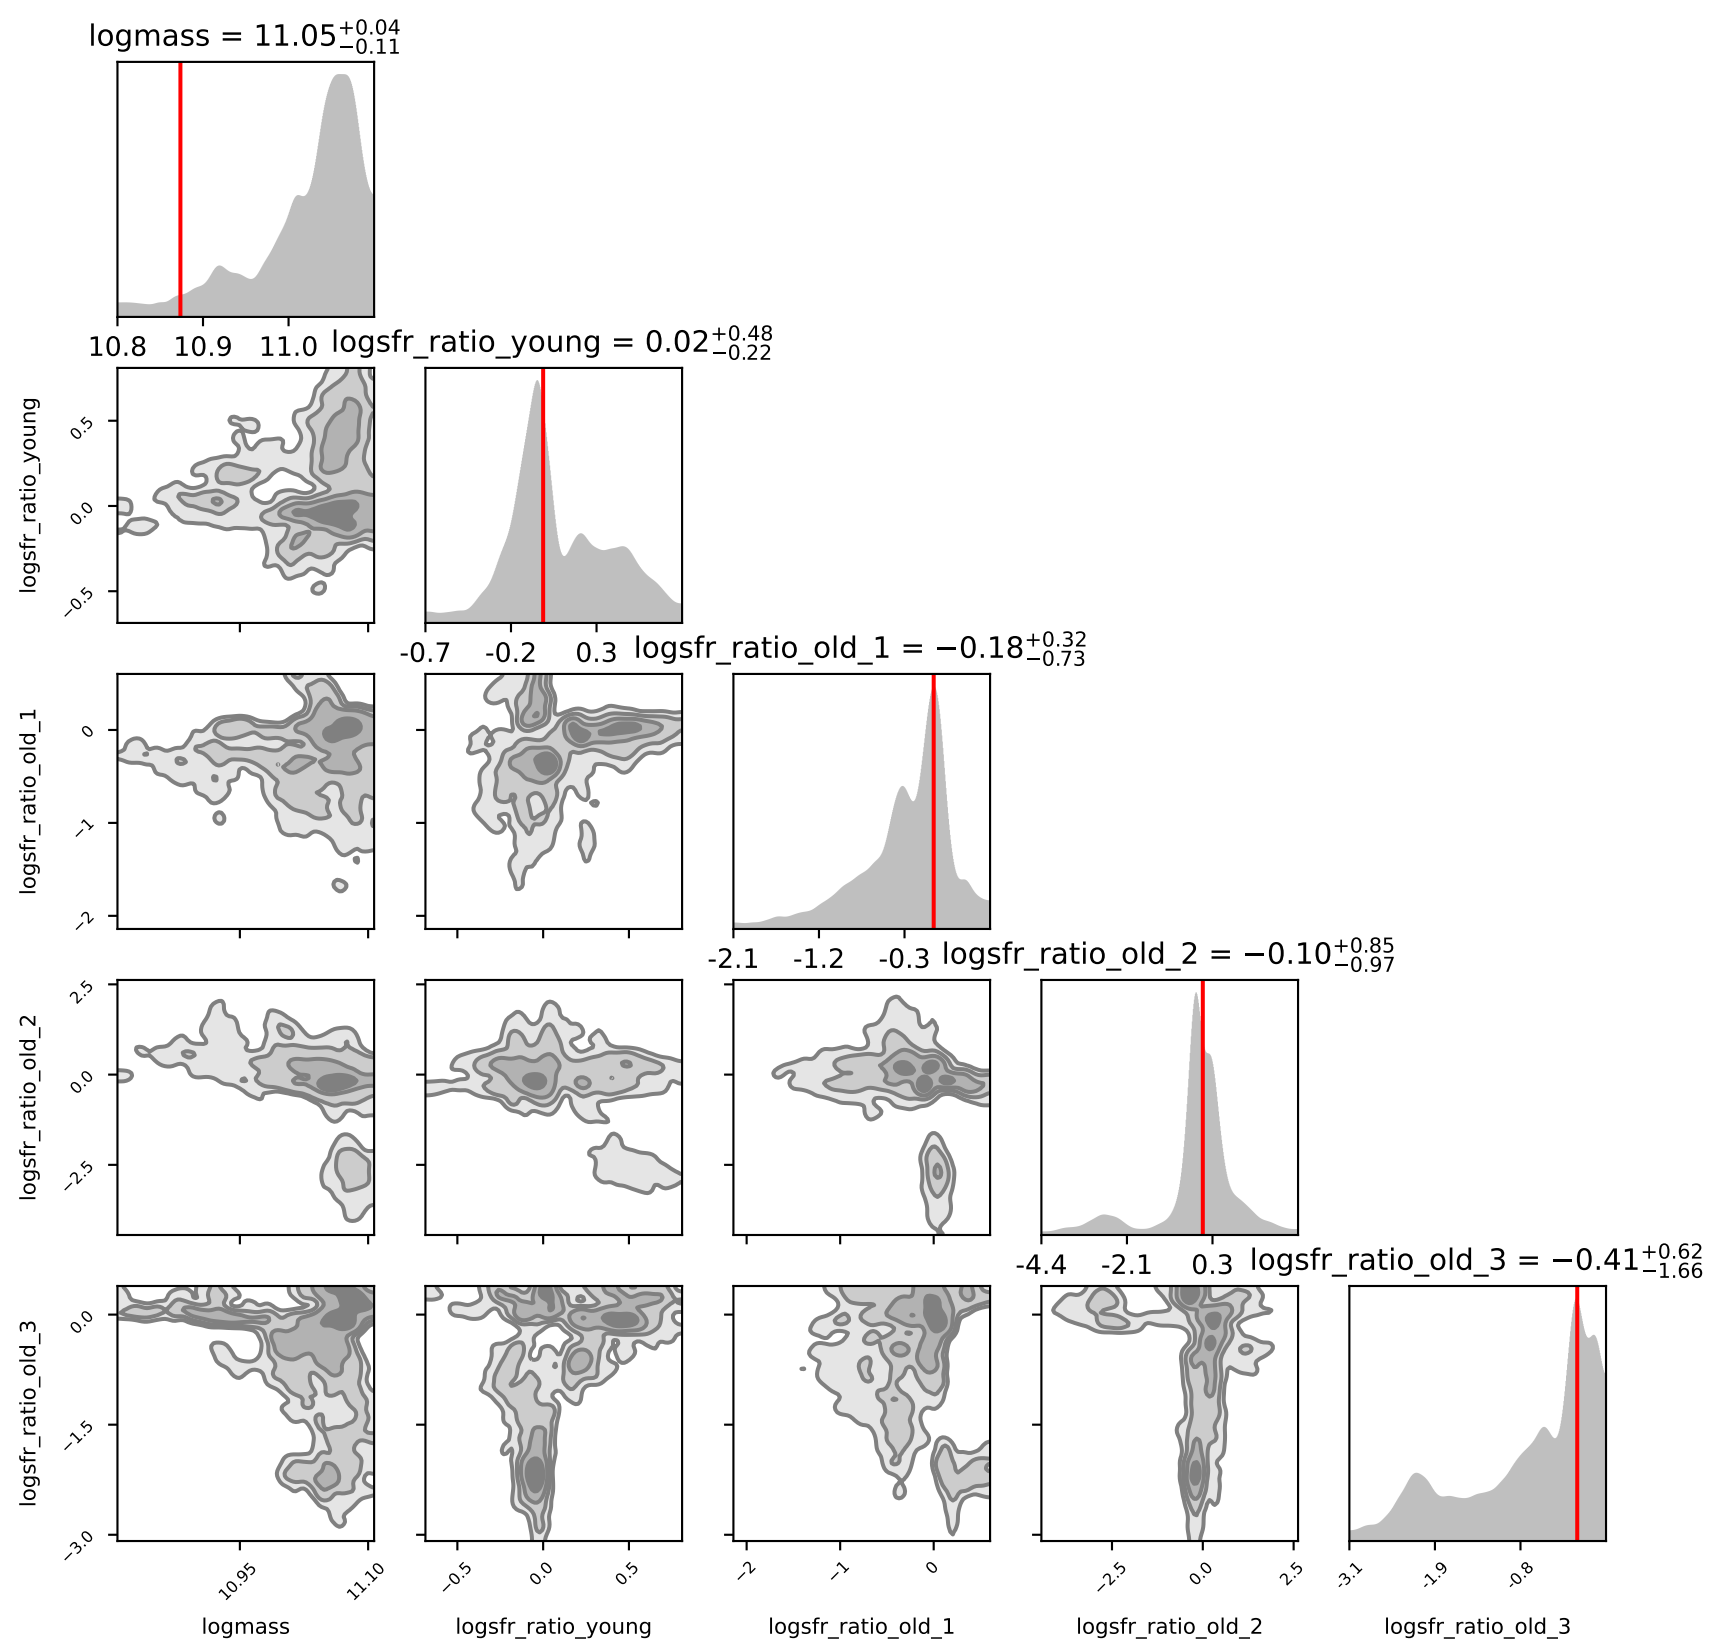 logmass = 11.05+0.04−0.11
10.8 10.9 11.0
logsfr_ratio_young = 0.02+0.48−0.22
logsfr_ratio_young
0.5
0.0
−0.5
-0.7 -0.2 0.3
logsfr_ratio_old_1 = −0.18+0.32−0.73
logsfr_ratio_old_1
0
−1
−2
-2.1 -1.2 -0.3
logsfr_ratio_old_2 = −0.10+0.85−0.97
logsfr_ratio_old_2
2.5
0.0
−2.5
-4.4 -2.1 0.3
logsfr_ratio_old_3 = −0.41+0.62−1.66
logsfr_ratio_old_3
0.0
−1.5
−3.0
10.95 11.10
−0.5 0.0 0.5
−2 −1 0
−2.5 0.0 2.5
-3.1 -1.9 -0.8
logmass
logsfr_ratio_young
logsfr_ratio_old_1
logsfr_ratio_old_2
logsfr_ratio_old_3